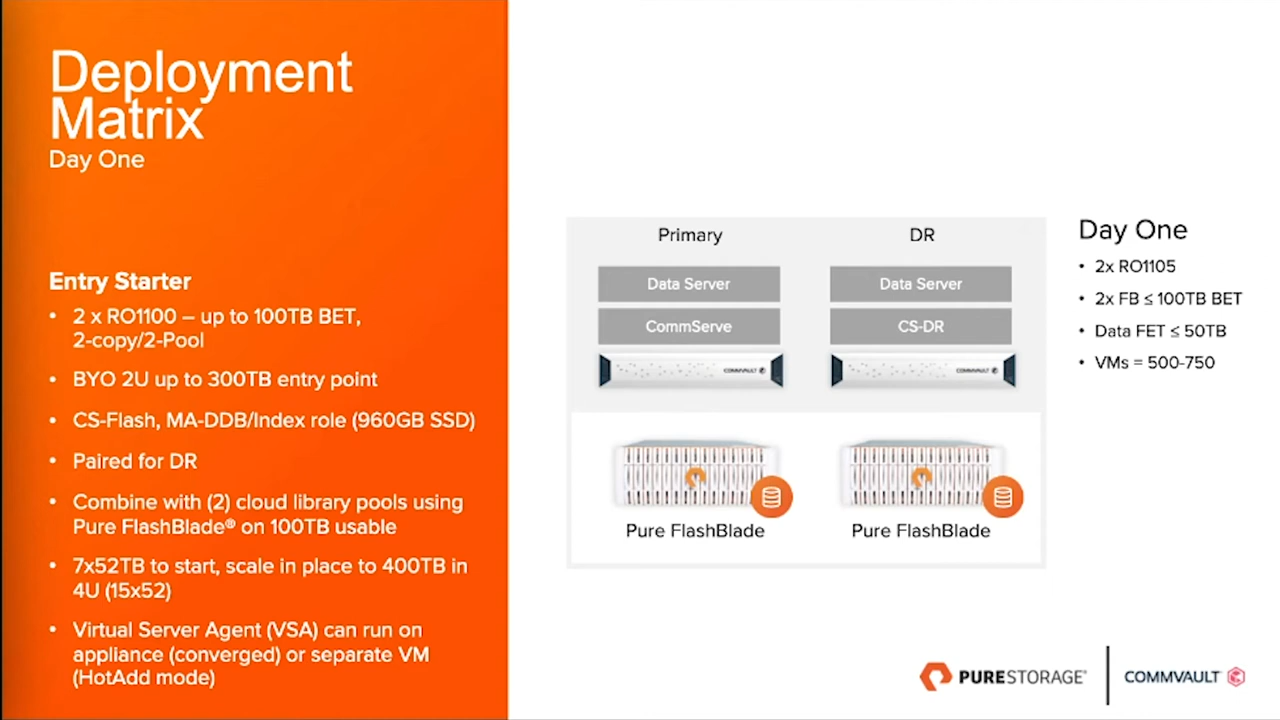 Deployment
Matrix
Day One
Entry Starter
• 2 x RO1100 – up to 100TB BET,
2-copy/2-Pool
• BYO 2U up to 300TB entry point
• CS-Flash, MA-DDB/Index role (960GB SSD)
• Paired for DR
• Combine with (2) cloud library pools using
Pure FlashBlade® on 100TB usable
• 7x52TB to start, scale in place to 400TB in
4U (15x52)
• Virtual Server Agent (VSA) can run on
appliance (converged) or separate VM
(HotAdd mode)
Primary
DR
Data Server
Data Server
CommServe
CS-DR
COMMVAULT
COMMVAULT
Pure FlashBlade
Pure FlashBlade
Day One
• 2x RO1105
• 2x FB ≤ 100TB BET
• Data FET ≤ 50TB
• VMs = 500-750
PURESTORAGE®
COMMVAULT